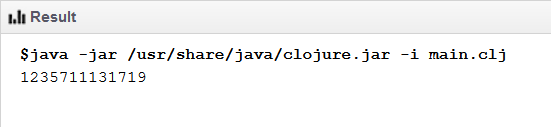 Result
$java -jar /usr/share/java/clojure.jar -i main.clj
1235711131719